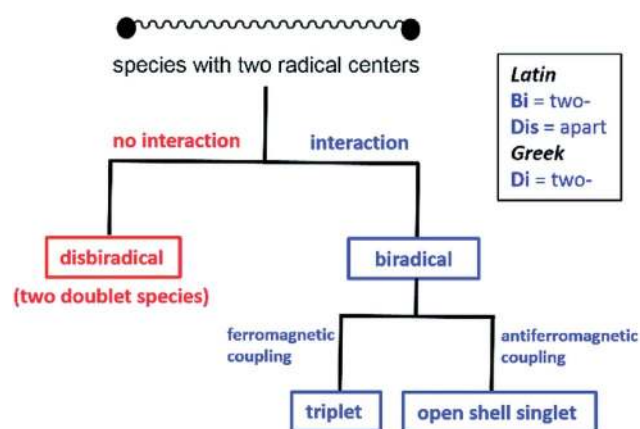 species with two radical centers
Latin
Bi = two-
Dis = apart
Greek
Di = two-
no interaction
interaction
disbiradical
(two doublet species)
biradical
ferromagnetic
coupling
antiferromagnetic
coupling
triplet
open shell singlet